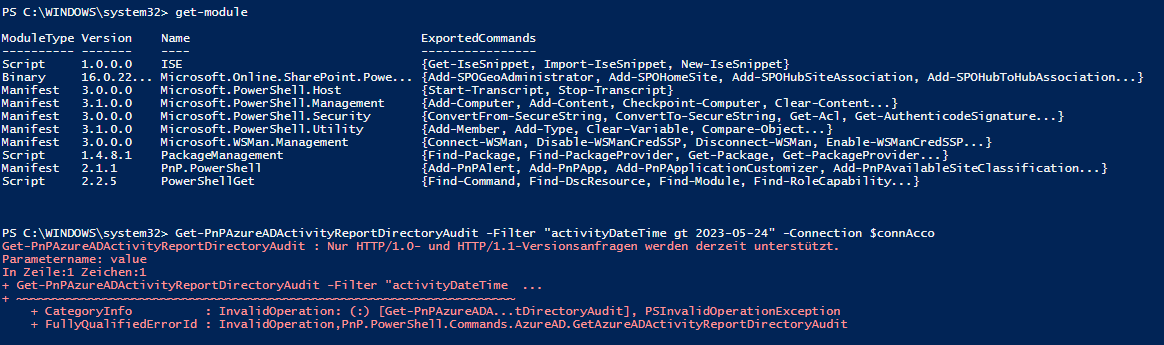 PS C:\WINDOWS\system32> get-module
ModuleType Version    Name                                ExportedCommands
---------- -------    ----                                ----------------
Script     1.0.0.0    ISE                                 {Get-IseSnippet, Import-IseSnippet, New-IseSnippet}
Binary     16.0.22... Microsoft.Online.SharePoint.Powe... {Add-SPOGeoAdministrator, Add-SPOHomeSite, Add-SPOHubSiteAssociation, Add-SPOHubToHubAssociation...}
Manifest   3.0.0.0    Microsoft.PowerShell.Host           {Start-Transcript, Stop-Transcript}
Manifest   3.1.0.0    Microsoft.PowerShell.Management     {Add-Computer, Add-Content, Checkpoint-Computer, Clear-Content...}
Manifest   3.0.0.0    Microsoft.PowerShell.Security       {ConvertFrom-SecureString, ConvertTo-SecureString, Get-Acl, Get-AuthenticodeSignature...}
Manifest   3.1.0.0    Microsoft.PowerShell.Utility        {Add-Member, Add-Type, Clear-Variable, Compare-Object...}
Manifest   3.0.0.0    Microsoft.WSMan.Management          {Connect-WSMan, Disable-WSManCredSSP, Disconnect-WSMan, Enable-WSManCredSSP...}
Script     1.4.8.1    PackageManagement                   {Find-Package, Find-PackageProvider, Get-Package, Get-PackageProvider...}
Manifest   2.1.1      PnP.PowerShell                      {Add-PnPAlert, Add-PnPApp, Add-PnPApplicationCustomizer, Add-PnPAvailableSiteClassification...}
Script     2.2.5      PowerShellGet                       {Find-Command, Find-DscResource, Find-Module, Find-RoleCapability...}
PS C:\WINDOWS\system32> Get-PnPAzureADActivityReportDirectoryAudit -Filter "activityDateTime gt 2023-05-24" -Connection $connAcco
Get-PnPAzureADActivityReportDirectoryAudit : Nur HTTP/1.0- und HTTP/1.1-Versionsanfragen werden derzeit unterstützt.
Parametername: value
In Zeile:1 Zeichen:1
+ Get-PnPAzureADActivityReportDirectoryAudit -Filter "activityDateTime  ...
+ ~~~~~~~~~~~~~~~~~~~~~~~~~~~~~~~~~~~~~~~~~~~~~~~~~~~~~~~~~~~~~~~~~~~~~
    + CategoryInfo          : InvalidOperation: (:) [Get-PnPAzureADA...tDirectoryAudit], PSInvalidOperationException
    + FullyQualifiedErrorId : InvalidOperation,PnP.PowerShell.Commands.AzureAD.GetAzureADActivityReportDirectoryAudit